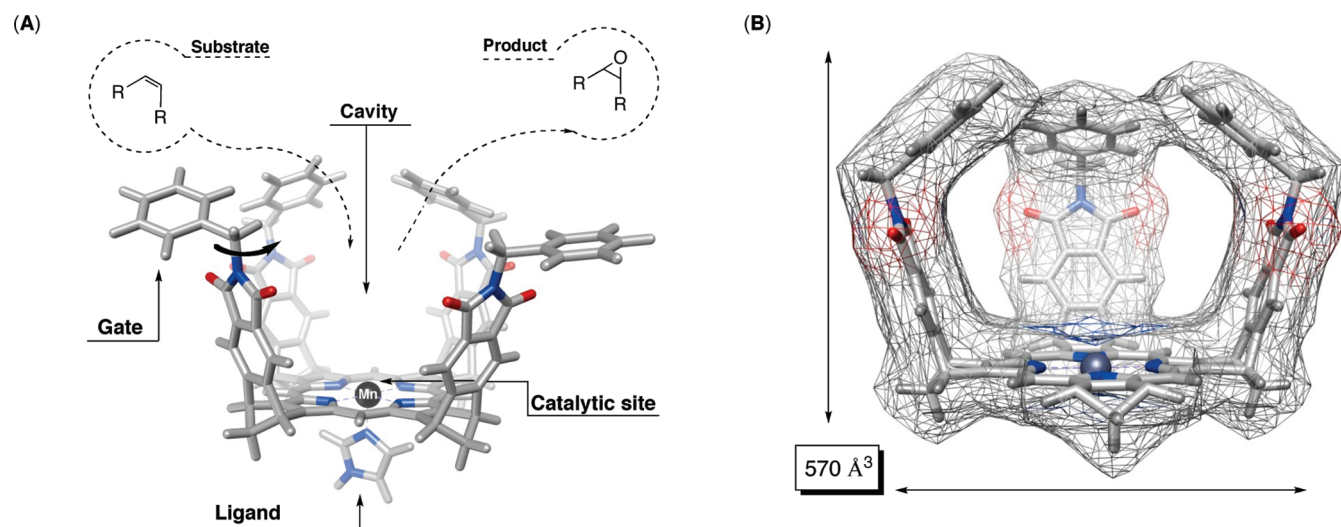 (A)
Substrate
R
R
Product
O
R
R
Cavity
Gate
Mn
Catalytic site
Ligand
(B)
570 Å³